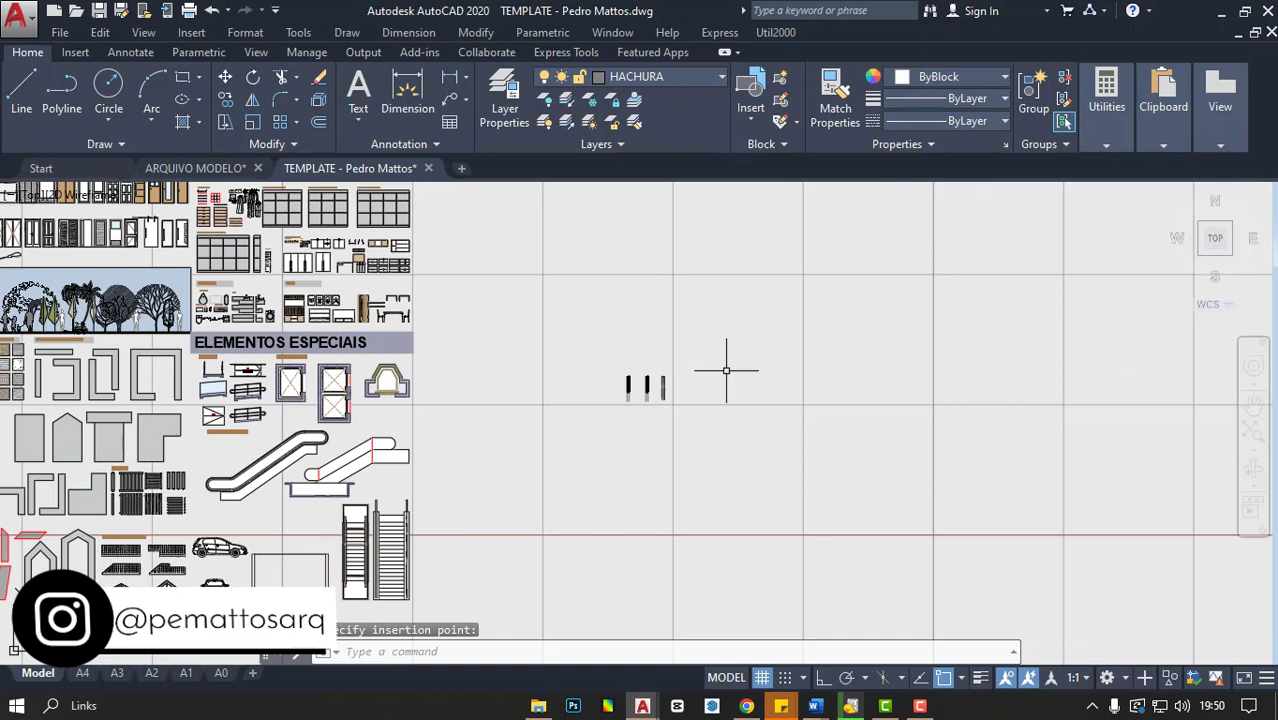 Autodesk AutoCAD 2020 TEMPLATE - Pedro Mattos.dwg
Type a keyword or phrase
Sign In
File Edit View Insert Format Tools Draw Dimension Modify Parametric Window Help Express Util2000
Home Insert Annotate Parametric View Manage Output Add-ins Collaborate Express Tools Featured Apps
HACHURA
ByBlock
ByLayer
ByLayer
Line Polyline Circle Arc
Text Dimension
Layer Properties
Insert
Match Properties
Group
Utilities
Clipboard
View
Draw Modify Annotation Layers Block Properties Groups
Start ARQUIVO MODELO* TEMPLATE - Pedro Mattos*
N
W TOP E
S
WCS
ELEMENTOS ESPECIAIS
@pemattosarq
ecify insertion point:
Type a command
Model A4 A3 A2 A1 A0
MODEL 1:1
Links
19:50